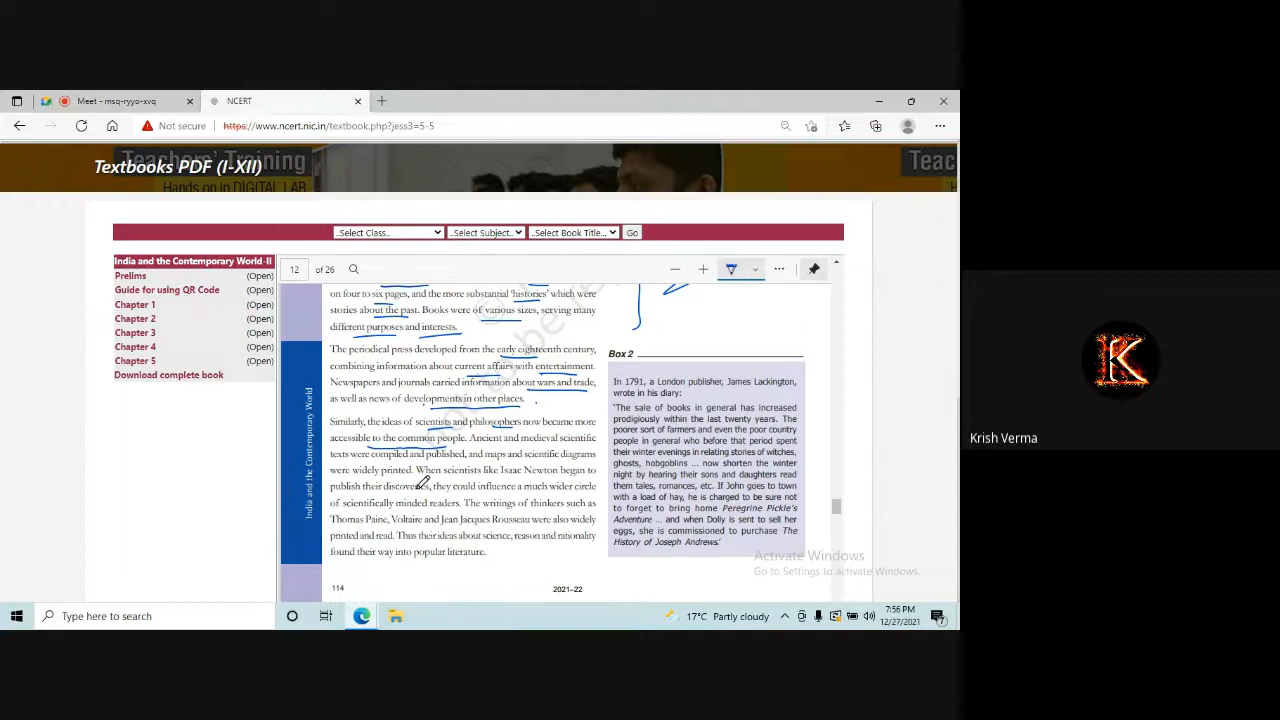 Meet - msq-ryyo-xvq
NCERT
Not secure
https://www.ncert.nic.in/textbook.php?jess3=5-5
Teachers' Training
Hands on in DIGITAL LAB
Teac
Han
Textbooks PDF (I-XII)
..Select Class..
..Select Subject..
..Select Book Title...
Go
India and the Contemporary World-II
Prelims (Open)
Guide for using QR Code (Open)
Chapter 1 (Open)
Chapter 2 (Open)
Chapter 3 (Open)
Chapter 4 (Open)
Chapter 5 (Open)
Download complete book
12 of 26
on four to six pages, and the more substantial 'histories' which were
stories about the past. Books were of various sizes, serving many
different purposes and interests.
The periodical press developed from the early eighteenth century,
combining information about current affairs with entertainment.
Newspapers and journals carried information about wars and trade,
as well as news of developments in other places.
Similarly, the ideas of scientists and philosophers now became more
accessible to the common people. Ancient and medieval scientific
texts were compiled and published, and maps and scientific diagrams
were widely printed. When scientists like Isaac Newton began to
publish their discoveries, they could influence a much wider circle
of scientifically minded readers. The writings of thinkers such as
Thomas Paine, Voltaire and Jean Jacques Rousseau were also widely
printed and read. Thus their ideas about science, reason and rationality
found their way into popular literature.
India and the Contemporary World
114
2021–22
Box 2
In 1791, a London publisher, James Lackington,
wrote in his diary:
'The sale of books in general has increased
prodigiously within the last twenty years. The
poorer sort of farmers and even the poor country
people in general who before that period spent
their winter evenings in relating stories of witches,
ghosts, hobgoblins ... now shorten the winter
night by hearing their sons and daughters read
them tales, romances, etc. If John goes to town
with a load of hay, he is charged to be sure not
to forget to bring home Peregrine Pickle's
Adventure ... and when Dolly is sent to sell her
eggs, she is commissioned to purchase The
History of Joseph Andrews.'
Activate Windows
Go to Settings to activate Windows.
Type here to search
17°C Partly cloudy
7:56 PM
12/27/2021
7
K
Krish Verma